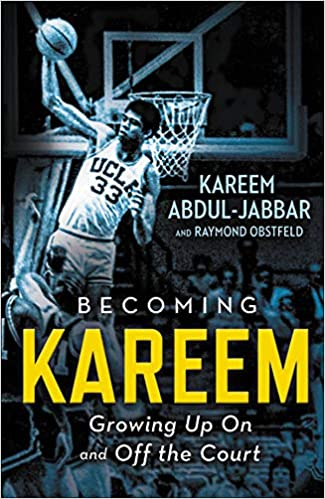 UCLA
33
KAREEM
ABDUL-JABBAR
AND RAYMOND OBSTFELD
BECOMING
KAREEM
Growing Up On
and Off the Court